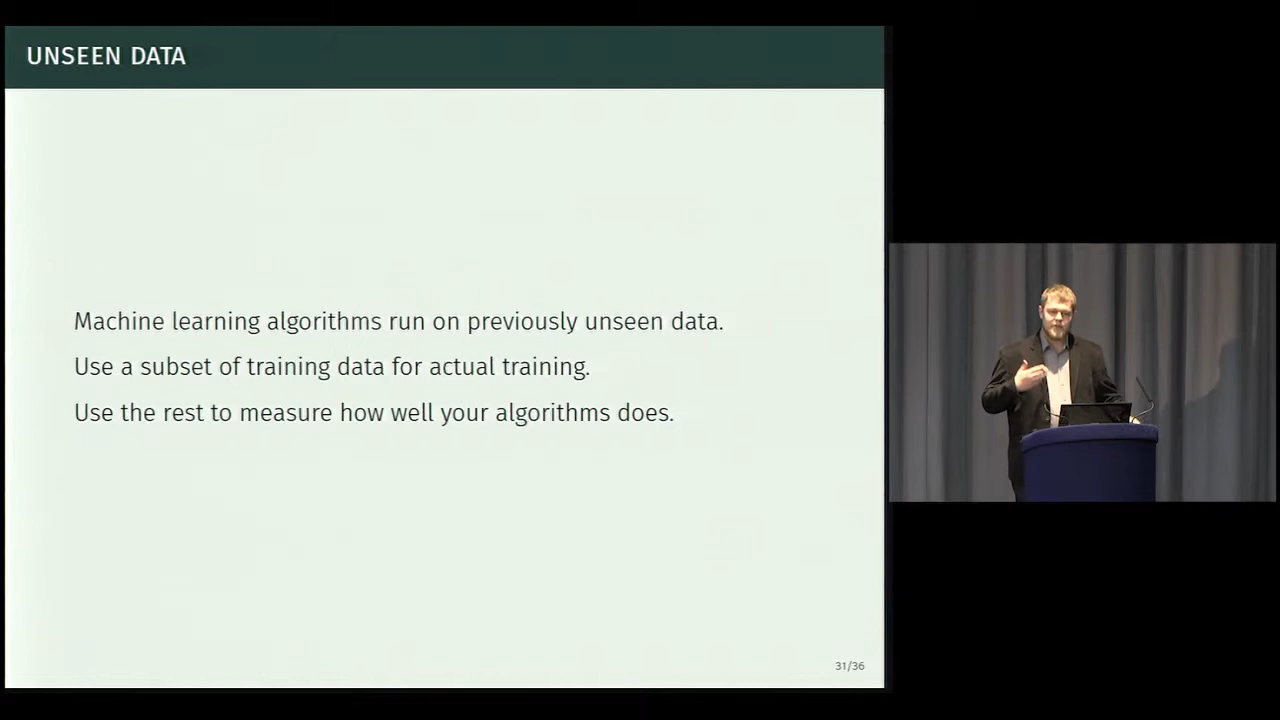 UNSEEN DATA
Machine learning algorithms run on previously unseen data.
Use a subset of training data for actual training.
Use the rest to measure how well your algorithms does.
31/36